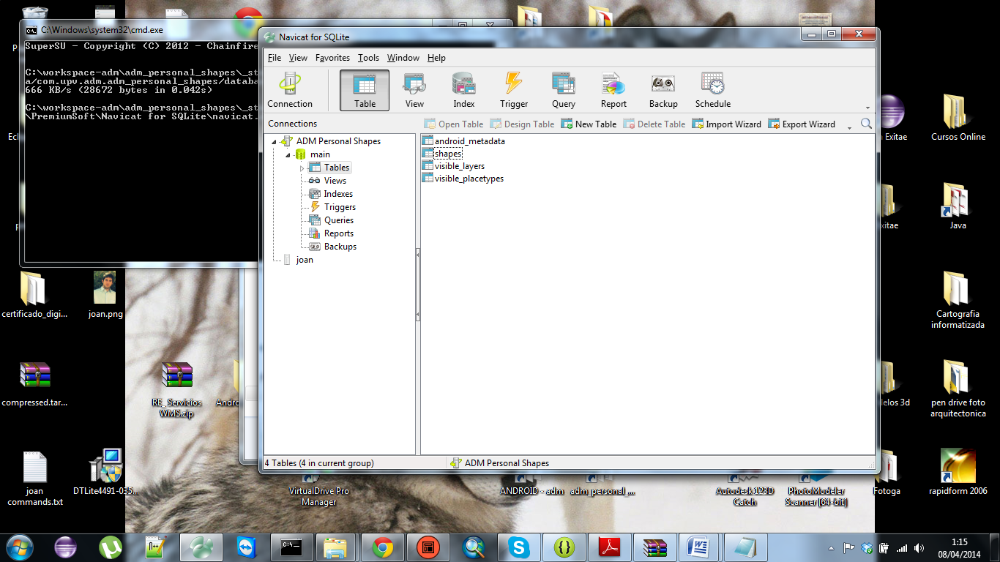 C:\Windows\system32\cmd.exe
SuperSU - Copyright (C) 2012 - Chainfire
C:\workspace-adm\adm_personal_shapes\_st
a/com.upv.adm.adm_personal_shapes/databa
666 KB/s (28672 bytes in 0.042s)
C:\workspace-adm\adm_personal_shapes\_st
\PremiumSoft\Navicat for SQLite\navicat.
Navicat for SQLite
File View Favorites Tools Window Help
Connection Table View Index Trigger Query Report Backup Schedule
Connections
Open Table Design Table New Table Delete Table Import Wizard Export Wizard
ADM Personal Shapes
main
Tables
Views
Indexes
Triggers
Queries
Reports
Backups
joan
android_metadata
shapes
visible_layers
visible_placetypes
4 Tables (4 in current group)
ADM Personal Shapes
Exitae
Cursos Online
Java
certificado_digi...
joan.png
Cartografia
informatizada
compressed.tar...
RE_Servicios
WMS.zip
elos 3d
pen drive foto
arquitectonica
joan
commands.txt
DTLite4491-035...
VirtualDrive Pro
Manager
ANDROID - adm
adm_personal_...
Autodesk 123D
Catch
PhotoModeler
Scanner [64-bit]
Fotoga
rapidform 2006
1:15
08/04/2014